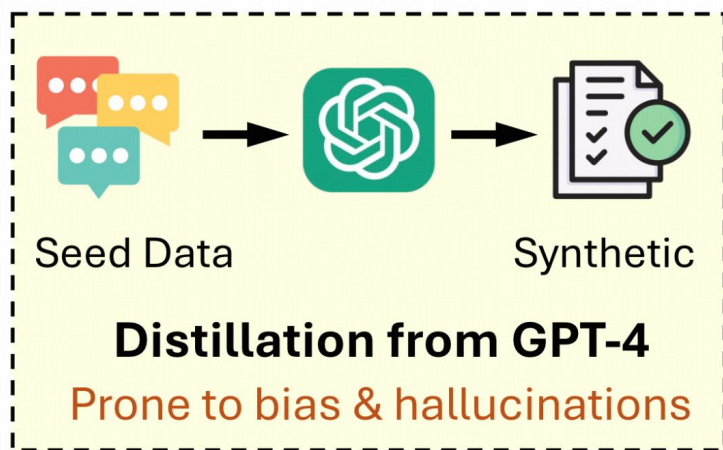 Seed Data
Synthetic
Distillation from GPT-4
Prone to bias & hallucinations